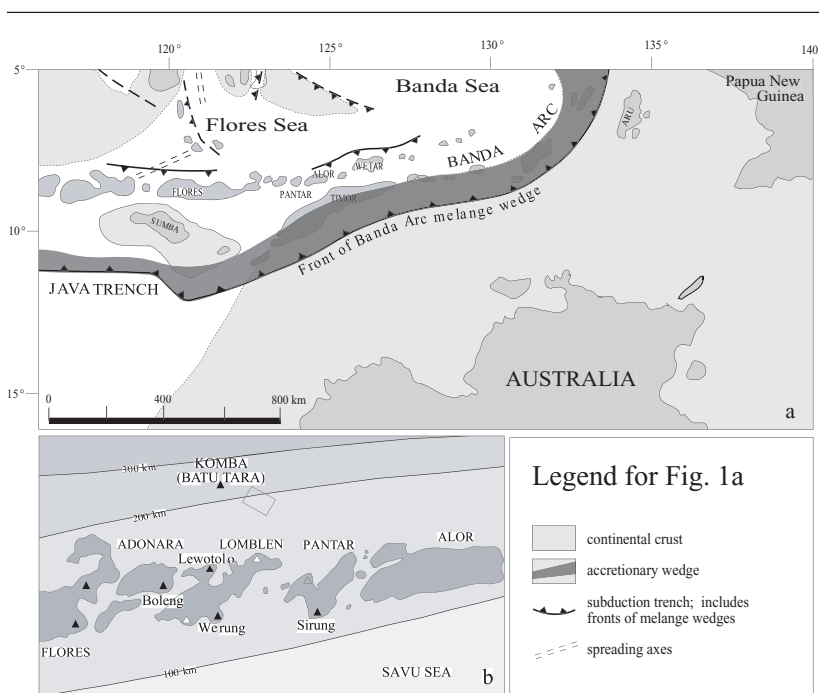 120°
125°
130°
135°
140
5°
10°
15°
Papua New
Guinea
Banda Sea
Flores Sea
ARC
BANDA
ARU
ALOR
WETAR
FLORES
PANTAR
TIMOR
SUMBA
Front of Banda Arc melange wedge
JAVA TRENCH
AUSTRALIA
0 400 800 km
a
300 km
KOMBA
(BATU TARA)
200 km
ADONARA
LOMBLEN
PANTAR
ALOR
Lewotolo
Boleng
Werung
Sirung
FLORES
100 km
SAVU SEA
b
Legend for Fig. 1a
continental crust
accretionary wedge
subduction trench; includes
fronts of melange wedges
spreading axes